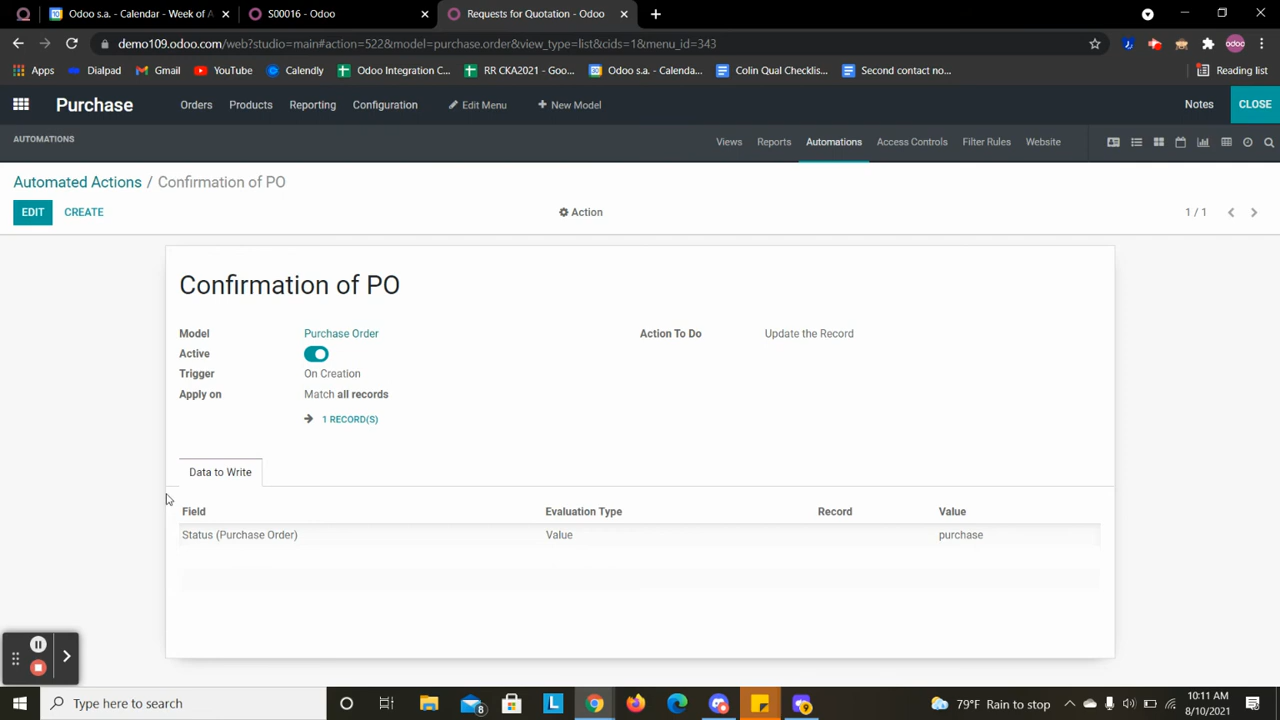 Odoo s.a. - Calendar - Week of A
S00016 - Odoo
Requests for Quotation - Odoo
demo109.odoo.com/web?studio=main#action=522&model=purchase.order&view_type=list&cids=1&menu_id=343
Apps
Dialpad
Gmail
YouTube
Calendly
Odoo Integration C...
RR CKA2021 - Goo...
Odoo s.a. - Calenda...
Colin Qual Checklis...
Second contact no...
Reading list
Purchase
Orders
Products
Reporting
Configuration
Edit Menu
New Model
Notes
CLOSE
AUTOMATIONS
Views
Reports
Automations
Access Controls
Filter Rules
Website
Automated Actions / Confirmation of PO
EDIT
CREATE
Action
1 / 1
Confirmation of PO
Model
Purchase Order
Action To Do
Update the Record
Active
Trigger
On Creation
Apply on
Match all records
1 RECORD(S)
Data to Write
Field
Evaluation Type
Record
Value
Status (Purchase Order)
Value
purchase
Type here to search
79°F Rain to stop
10:11 AM
8/10/2021